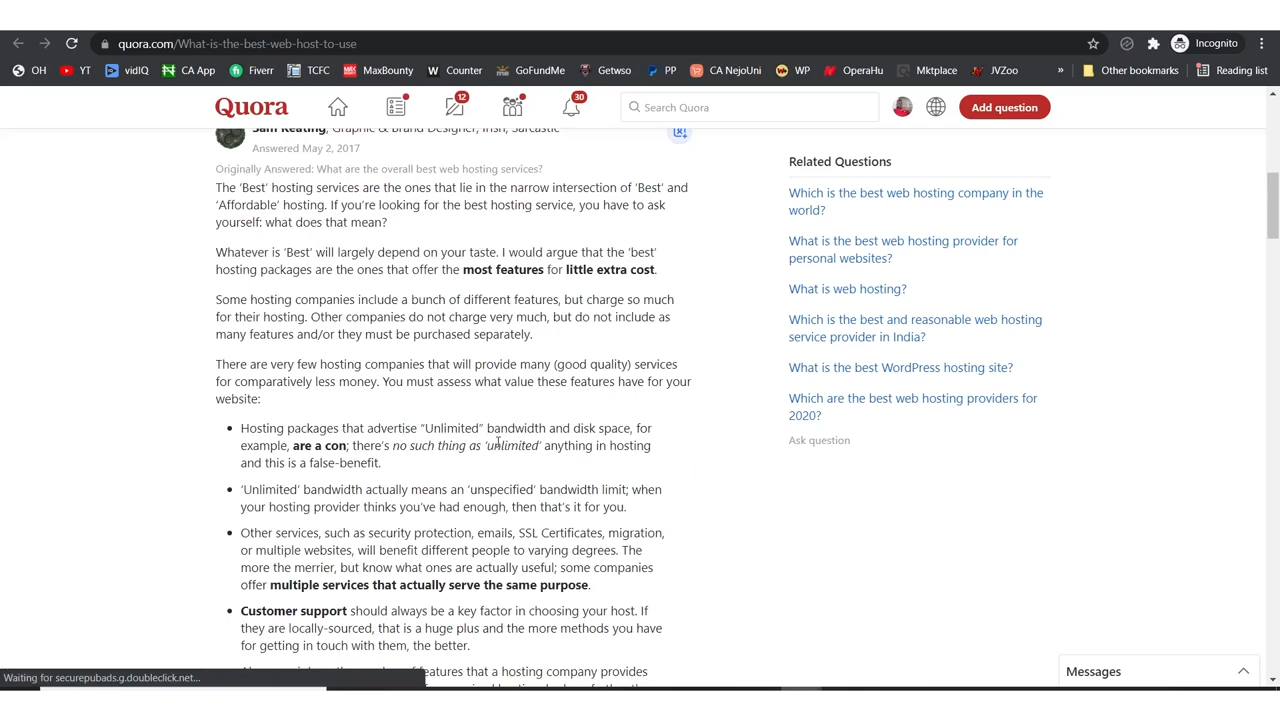 quora.com/What-is-the-best-web-host-to-use
Incognito
OH YT vidIQ CA App Fiverr TCFC MaxBounty Counter GoFundMe Getwso PP CA NejoUni WP OperaHu Mktplace JVZoo » Other bookmarks Reading list
Quora 12 30 Search Quora Add question
Sam Keating, Graphic & Brand Designer, Irish, Sarcastic
Answered May 2, 2017
Originally Answered: What are the overall best web hosting services?
The ‘Best’ hosting services are the ones that lie in the narrow intersection of ‘Best’ and
‘Affordable’ hosting. If you’re looking for the best hosting service, you have to ask
yourself: what does that mean?
Whatever is ‘Best’ will largely depend on your taste. I would argue that the ‘best’
hosting packages are the ones that offer the most features for little extra cost.
Some hosting companies include a bunch of different features, but charge so much
for their hosting. Other companies do not charge very much, but do not include as
many features and/or they must be purchased separately.
There are very few hosting companies that will provide many (good quality) services
for comparatively less money. You must assess what value these features have for your
website:
Hosting packages that advertise “Unlimited” bandwidth and disk space, for
example, are a con; there’s no such thing as ‘unlimited’ anything in hosting
and this is a false-benefit.
‘Unlimited’ bandwidth actually means an ‘unspecified’ bandwidth limit; when
your hosting provider thinks you’ve had enough, then that’s it for you.
Other services, such as security protection, emails, SSL Certificates, migration,
or multiple websites, will benefit different people to varying degrees. The
more the merrier, but know what ones are actually useful; some companies
offer multiple services that actually serve the same purpose.
Customer support should always be a key factor in choosing your host. If
they are locally-sourced, that is a huge plus and the more methods you have
for getting in touch with them, the better.
features that a hosting company provides
Related Questions
Which is the best web hosting company in the
world?
What is the best web hosting provider for
personal websites?
What is web hosting?
Which is the best and reasonable web hosting
service provider in India?
What is the best WordPress hosting site?
Which are the best web hosting providers for
2020?
Ask question
Messages
Waiting for securepubads.g.doubleclick.net...